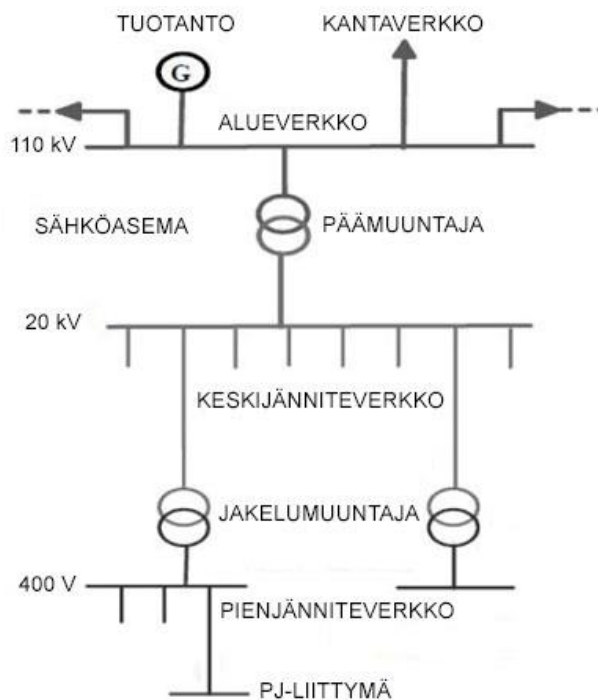 TUOTANTO
KANTAVERKKO
G
ALUEVERKKO
110 kV
SÄHKÖASEMA
PÄÄMUUNTAJA
20 kV
KESKIJÄNNITEVERKKO
JAKELUMUUNTAJA
400 V
PIENJÄNNITEVERKKO
PJ-LIITTYMÄ